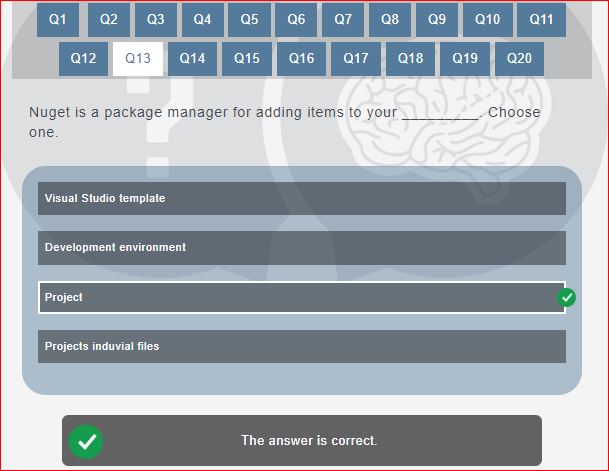 Q1 Q2 Q3 Q4 Q5 Q6 Q7 Q8 Q9 Q10 Q11
Q12 Q13 Q14 Q15 Q16 Q17 Q18 Q19 Q20
Nuget is a package manager for adding items to your _________. Choose
one.
Visual Studio template
Development environment
Project
Projects induvial files
The answer is correct.